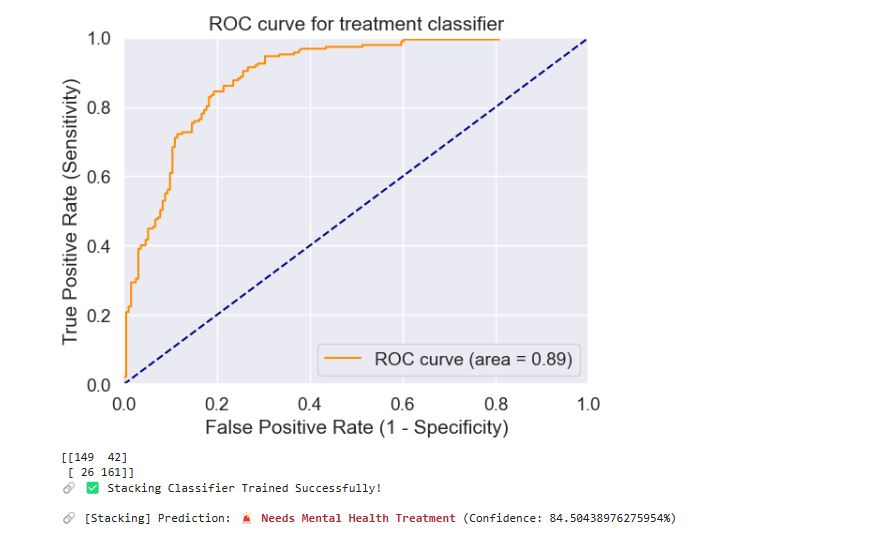 ROC curve for treatment classifier
1.0
0.8
0.6
0.4
0.2
0.0
True Positive Rate (Sensitivity)
ROC curve (area = 0.89)
0.0 0.2 0.4 0.6 0.8 1.0
False Positive Rate (1 - Specificity)
[[149  42]
 [ 26 161]]
🔗 ✅ Stacking Classifier Trained Successfully!
🔗 [Stacking] Prediction: 🚨 Needs Mental Health Treatment (Confidence: 84.50438976275954%)